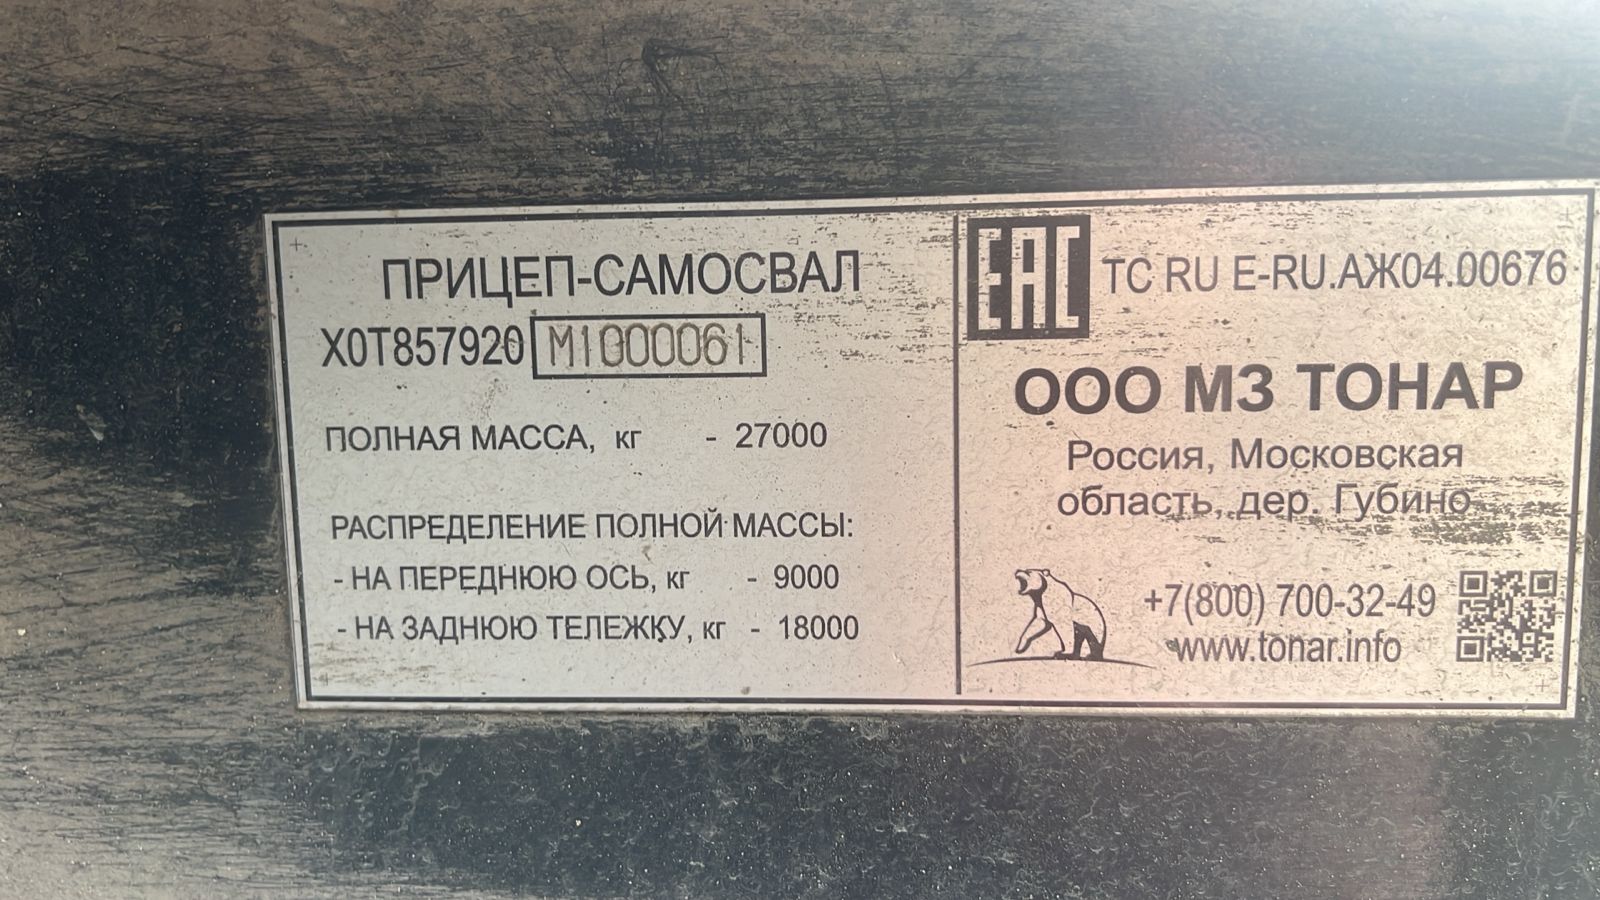 ПРИЦЕП-САМОСВАЛ
X0T857920 M1000061
ПОЛНАЯ МАССА, кг - 27000
РАСПРЕДЕЛЕНИЕ ПОЛНОЙ МАССЫ:
- НА ПЕРЕДНЮЮ ОСЬ, кг - 9000
- НА ЗАДНЮЮ ТЕЛЕЖКУ, кг - 18000
EAC TC RU E-RU.АЖ04.00676
ООО МЗ ТОНАР
Россия, Московская
область, дер. Губино
+7(800) 700-32-49
www.tonar.info